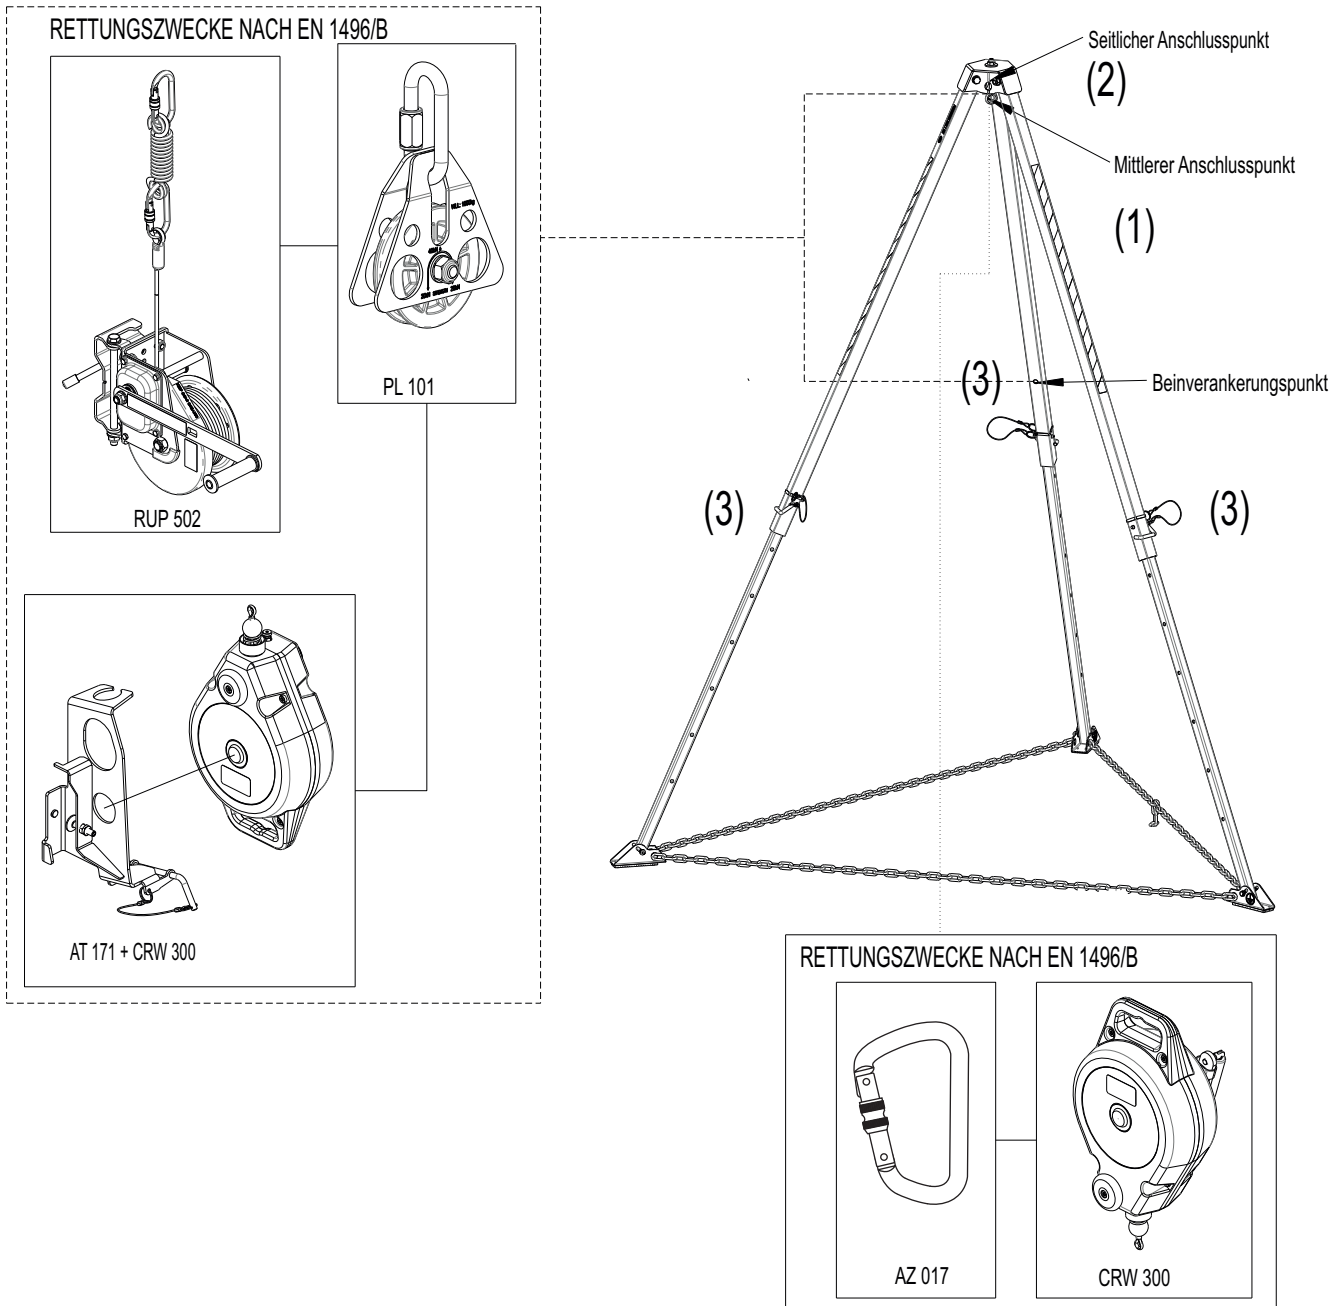 RETTUNGSZWECKE NACH EN 1496/B
RUP 502
PL 101
AT 171 + CRW 300
Seitlicher Anschlusspunkt
(2)
Mittlerer Anschlusspunkt
(1)
(3)
Beinverankerungspunkt
(3)
(3)
RETTUNGSZWECKE NACH EN 1496/B
AZ 017
CRW 300